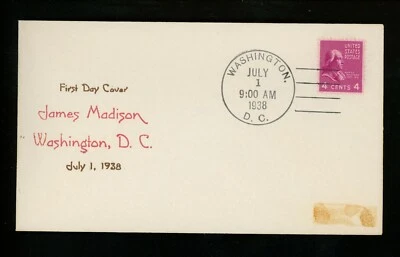 First Day Cover
James Madison
Washington, D. C.
July 1, 1938
WASHINGTON,
JULY
1
9:00 AM
1938
D. C.
UNITED
STATES
POSTAGE
4 CENTS 4